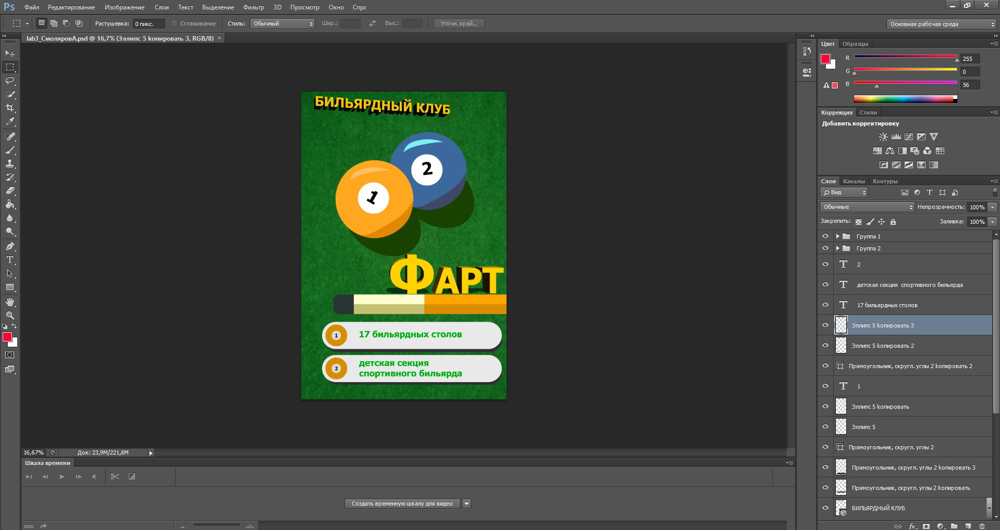 Ps Файл Редактирование Изображение Слои Текст Выделение Фильтр 3D Просмотр Окно Спра
Растушевка: 0 пикс. Сглаживание Стиль: Обычный Шир.: Выс.: Уточн. край... Основная рабочая среда
lab3_СмоляровА.psd @ 16,7% (Эллипс 5 копировать 3, RGB/8) ×
БИЛЬЯРДНЫЙ КЛУБ
2
1
ФАРТ
1 17 бильярдных столов
2 детская секция
спортивного бильярда
16,67% Док: 23,9M/221,8M
Шкала времени
Создать временную шкалу для видео
Цвет Образцы
R 255
G 0
B 56
Коррекция Стили
Добавить корректировку
Слои Каналы Контуры
Вид
Обычные Непрозрачность: 100%
Закрепить: Заливка: 100%
Группа 1
Группа 2
2
детская секция спортивного бильярда
17 бильярдных столов
Эллипс 5 копировать 3
Эллипс 5 копировать 2
Прямоугольник, скругл. углы 2 копировать 2
1
Эллипс 5 копировать
Эллипс 5
Прямоугольник, скругл. углы 2
Прямоугольник, скругл. углы 2 копировать 3
Прямоугольник, скругл. углы 2 копировать
БИЛЬЯРДНЫЙ КЛУБ
fx